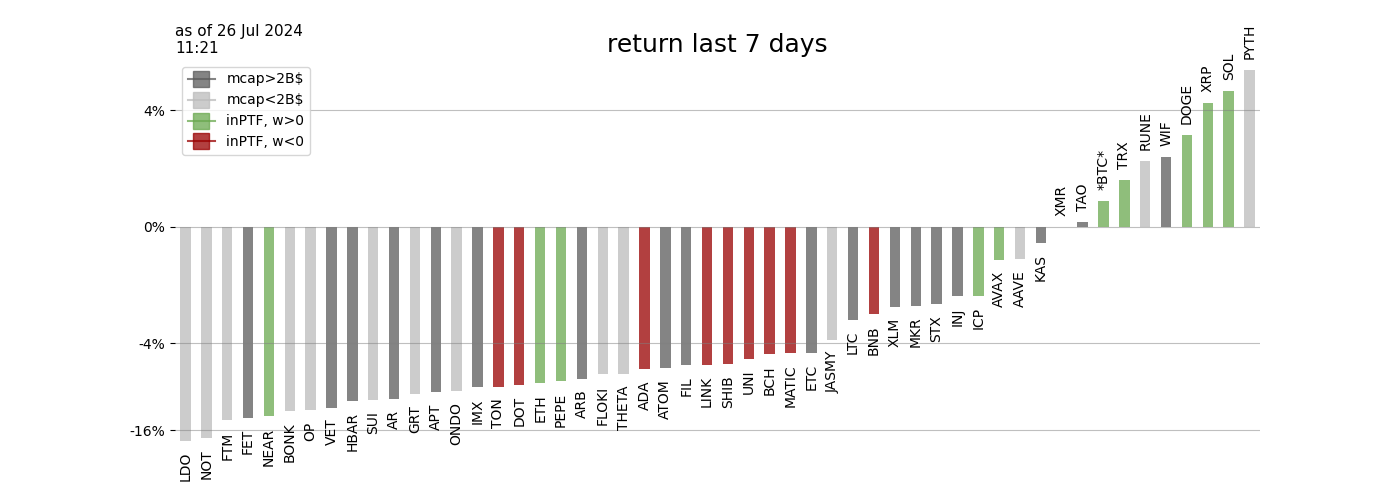 as of 26 Jul 2024
11:21
return last 7 days
mcap>2B$
mcap<2B$
inPTF, w>0
inPTF, w<0
4%
0%
-4%
-16%
LDO
NOT
FTM
FET
NEAR
BONK
OP
VET
HBAR
SUI
AR
GRT
APT
ONDO
IMX
TON
DOT
ETH
PEPE
ARB
FLOKI
THETA
ADA
ATOM
FIL
LINK
SHIB
UNI
BCH
MATIC
ETC
JASMY
LTC
BNB
XLM
MKR
STX
INJ
ICP
AVAX
AAVE
KAS
XMR
TAO
*BTC*
TRX
RUNE
WIF
DOGE
XRP
SOL
PYTH